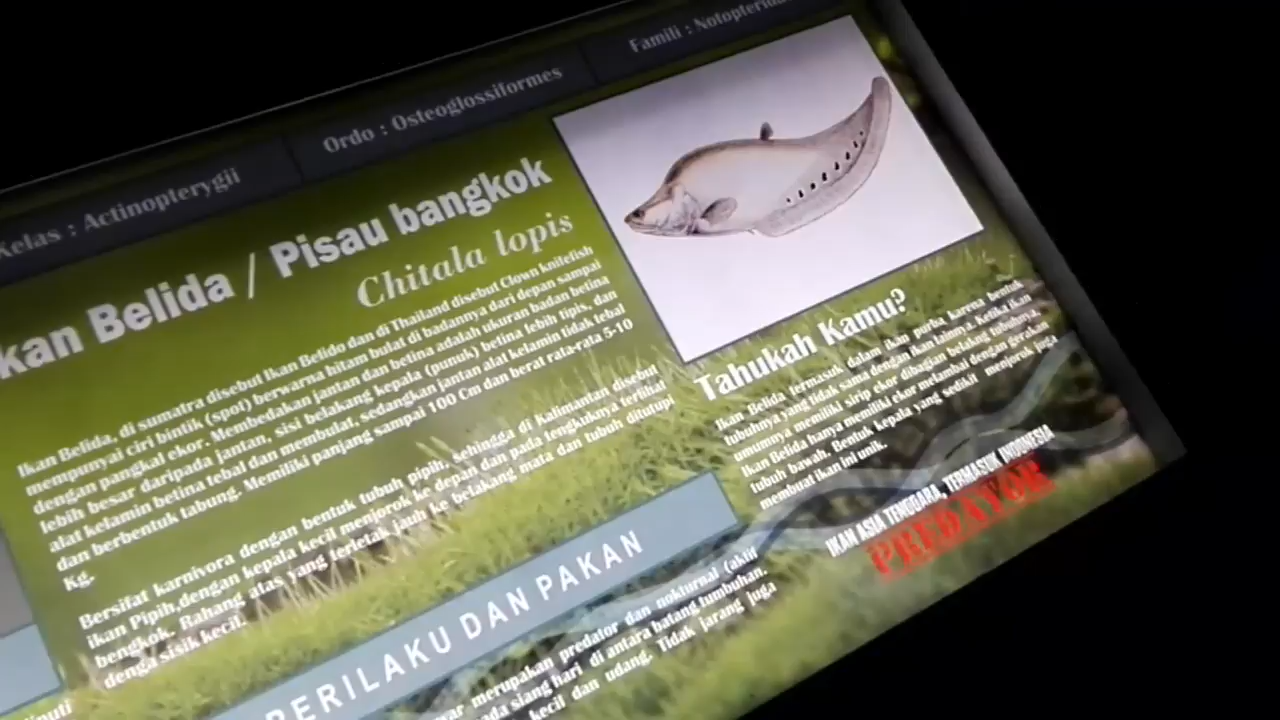 Kelas : Actinopterygii
Ordo : Osteoglossiformes
Famili : Notopteridae
Ikan Belida / Pisau bangkok
Chitala lopis
Ikan Belida, di sumatra disebut Ikan Belido dan di Thailand disebut Clown knifefish
mempunyai ciri bintik (spot) berwarna hitam bulat di badannya dari depan sampai
dengan pangkal ekor. Membedakan jantan dan betina adalah ukuran badan betina
lebih besar daripada jantan, sisi belakang kepala (punuk) betina lebih tipis, dan
alat kelamin betina tebal dan membulat, sedangkan jantan alat kelamin tidak tebal
dan berbentuk tabung. Memiliki panjang sampai 100 Cm dan berat rata-rata 5-10
Kg.
Bersifat karnivora dengan bentuk tubuh pipih, sehingga di Kalimantan disebut
ikan Pipih,dengan kepala kecil menjorok ke depan dan pada tengkuknya terlihat
bengkok. Rahang atas yang terletak jauh ke belakang mata dan tubuh ditutupi
denga sisik kecil.
PERILAKU DAN PAKAN
merupakan predator dan nokturnal (aktif
siang hari di antara batang tumbuhan.
kecil dan udang. Tidak jarang juga
Tahukah Kamu?
Ikan Belida termasuk dalam ikan purba karena bentuk
tubuhnya yang tidak sama dengan ikan lainnya. Ketika ikan
umumnya memiliki sirip ekor dibagian belakang tubuhnya.
Ikan Belida hanya memiliki ekor melambai dengan gerakan
tubuh bawah. Bentuk kepala yang sedikit menjorok juga
membuat ikan ini unik.
IKAN ASIA TENGGARA, TERMASUK INDONESIA
PREDATOR